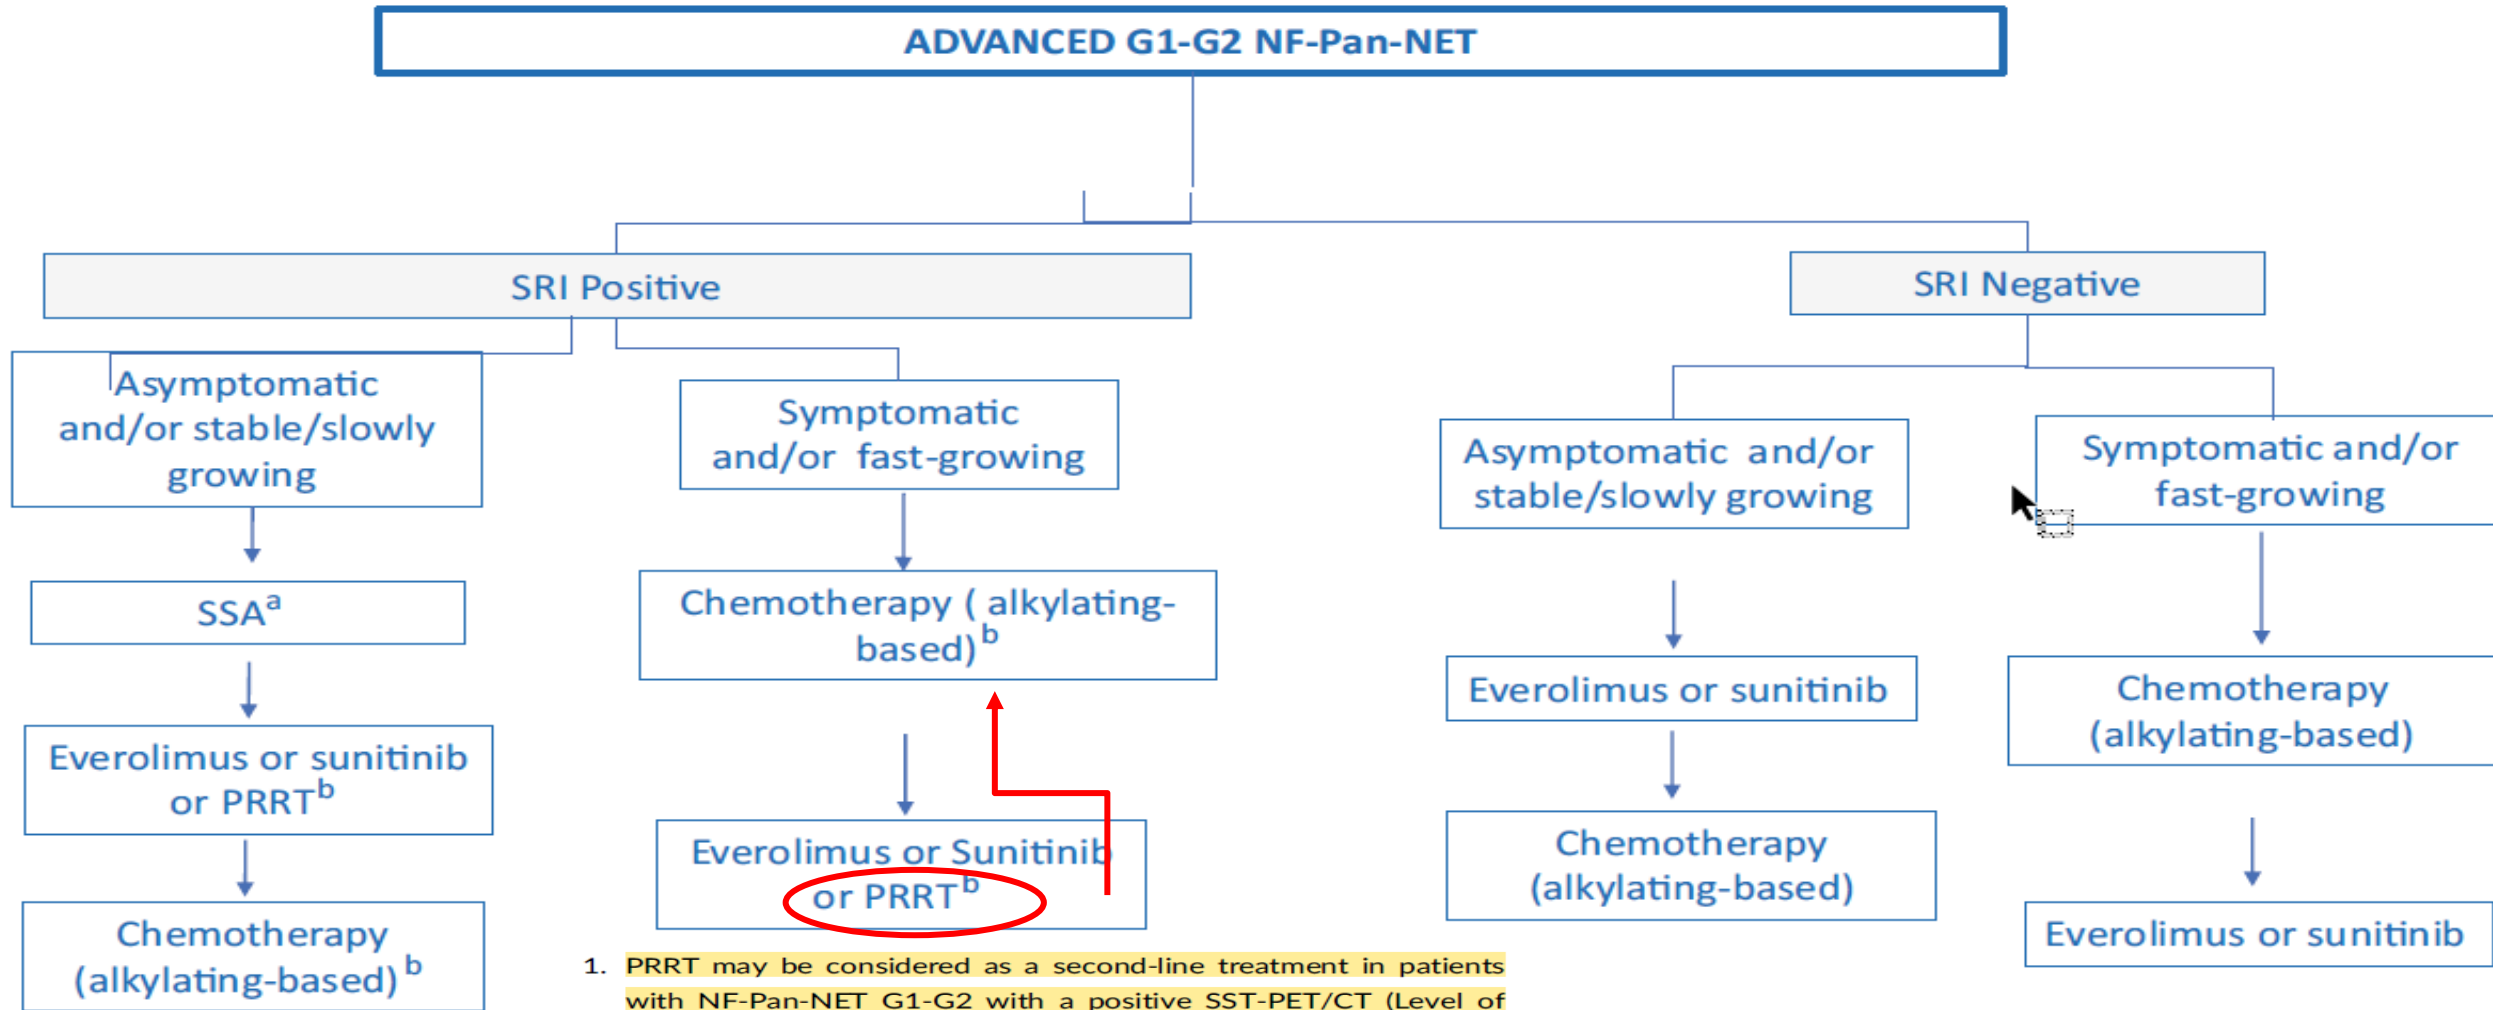 ADVANCED G1-G2 NF-Pan-NET
SRI Positive
SRI Negative
Asymptomatic
and/or stable/slowly
growing
SSAᵃ
Everolimus or sunitinib
or PRRTᵇ
Chemotherapy
(alkylating-based) ᵇ
Symptomatic
and/or fast-growing
Chemotherapy ( alkylating-
based) ᵇ
Everolimus or Sunitinib
or PRRTᵇ
1. PRRT may be considered as a second-line treatment in patients
with NF-Pan-NET G1-G2 with a positive SST-PET/CT (Level of
Asymptomatic and/or
stable/slowly growing
Everolimus or sunitinib
Chemotherapy
(alkylating-based)
Symptomatic and/or
fast-growing
Chemotherapy
(alkylating-based)
Everolimus or sunitinib